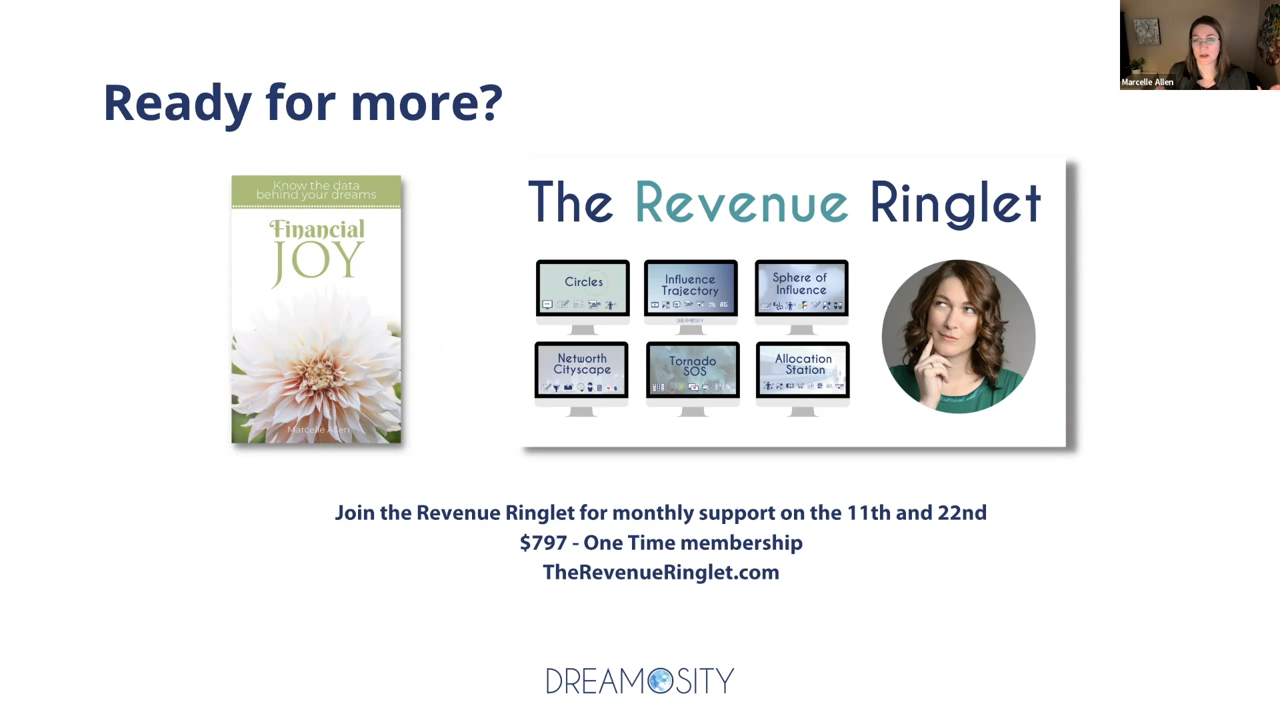 Marcelle Allen
Ready for more?
Know the data
behind your dreams
Financial
JOY
Marcelle Allen
The Revenue Ringlet
Circles
Influence
Trajectory
DREAMOSITY
Sphere of
Influence
Networth
Cityscape
Tornado
SOS
Allocation
Station
Join the Revenue Ringlet for monthly support on the 11th and 22nd
$797 - One Time membership
TheRevenueRinglet.com
DREAMOSITY